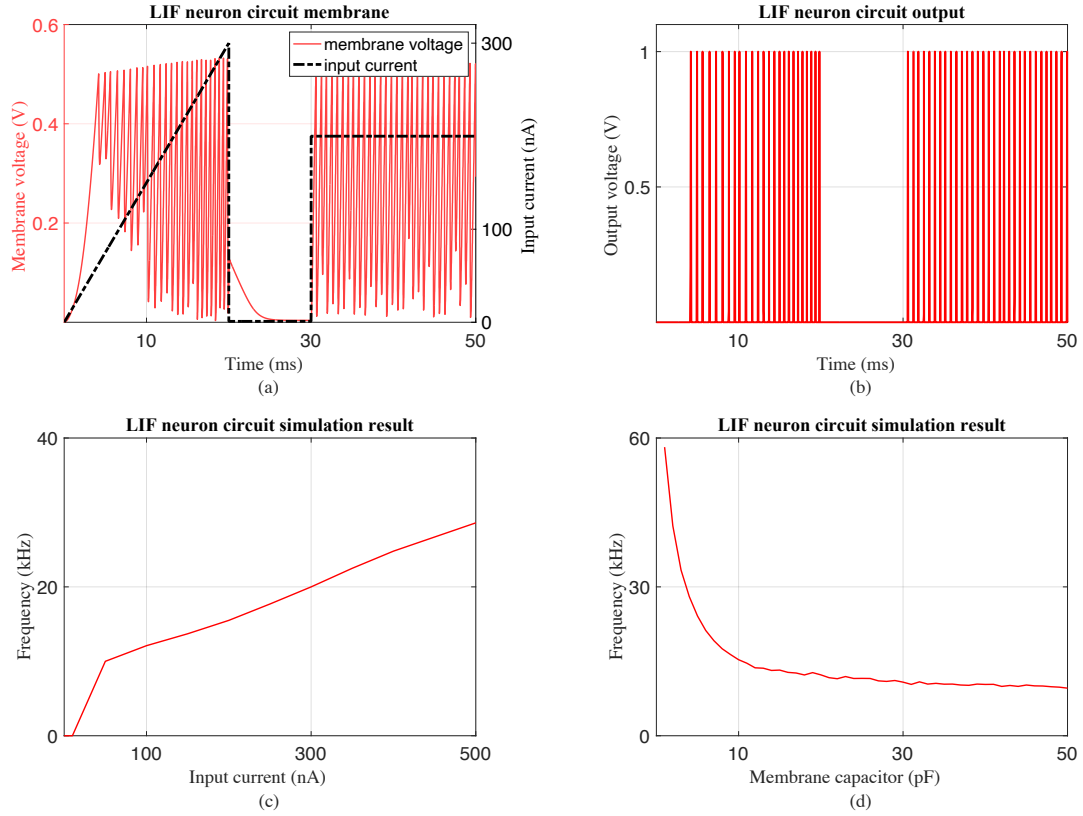 LIF neuron circuit membrane
0.6
0.4
0.2
Membrane voltage (V)
membrane voltage
input current
300
100
0
Input current (nA)
10
30
50
Time (ms)
(a)
LIF neuron circuit output
1
0.5
Output voltage (V)
10
30
50
Time (ms)
(b)
LIF neuron circuit simulation result
40
20
0
Frequency (kHz)
100
300
500
Input current (nA)
(c)
LIF neuron circuit simulation result
60
30
0
Frequency (kHz)
10
30
50
Membrane capacitor (pF)
(d)